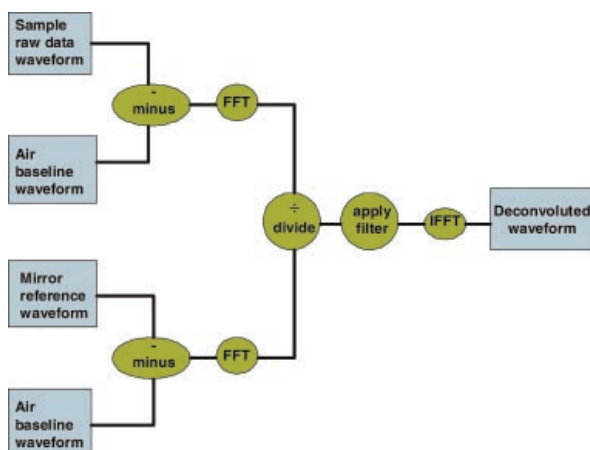 Sample
raw data
waveform
-
minus
FFT
Air
baseline
waveform
÷
divide
apply
filter
IFFT
Deconvoluted
waveform
Mirror
reference
waveform
-
minus
FFT
Air
baseline
waveform